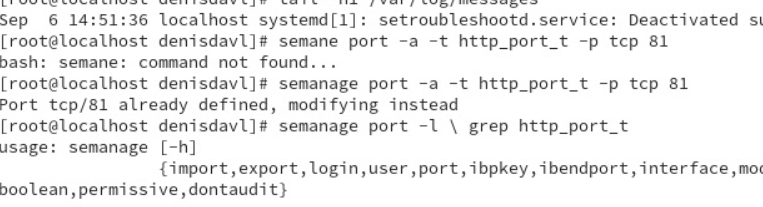 [root@localhost denisdavl]# tail -n1 /var/log/messages
Sep  6 14:51:36 localhost systemd[1]: setroubleshootd.service: Deactivated su
[root@localhost denisdavl]# semane port -a -t http_port_t -p tcp 81
bash: semane: command not found...
[root@localhost denisdavl]# semanage port -a -t http_port_t -p tcp 81
Port tcp/81 already defined, modifying instead
[root@localhost denisdavl]# semanage port -l \ grep http_port_t
usage: semanage [-h]
                {import,export,login,user,port,ibpkey,ibendport,interface,mod
boolean,permissive,dontaudit}